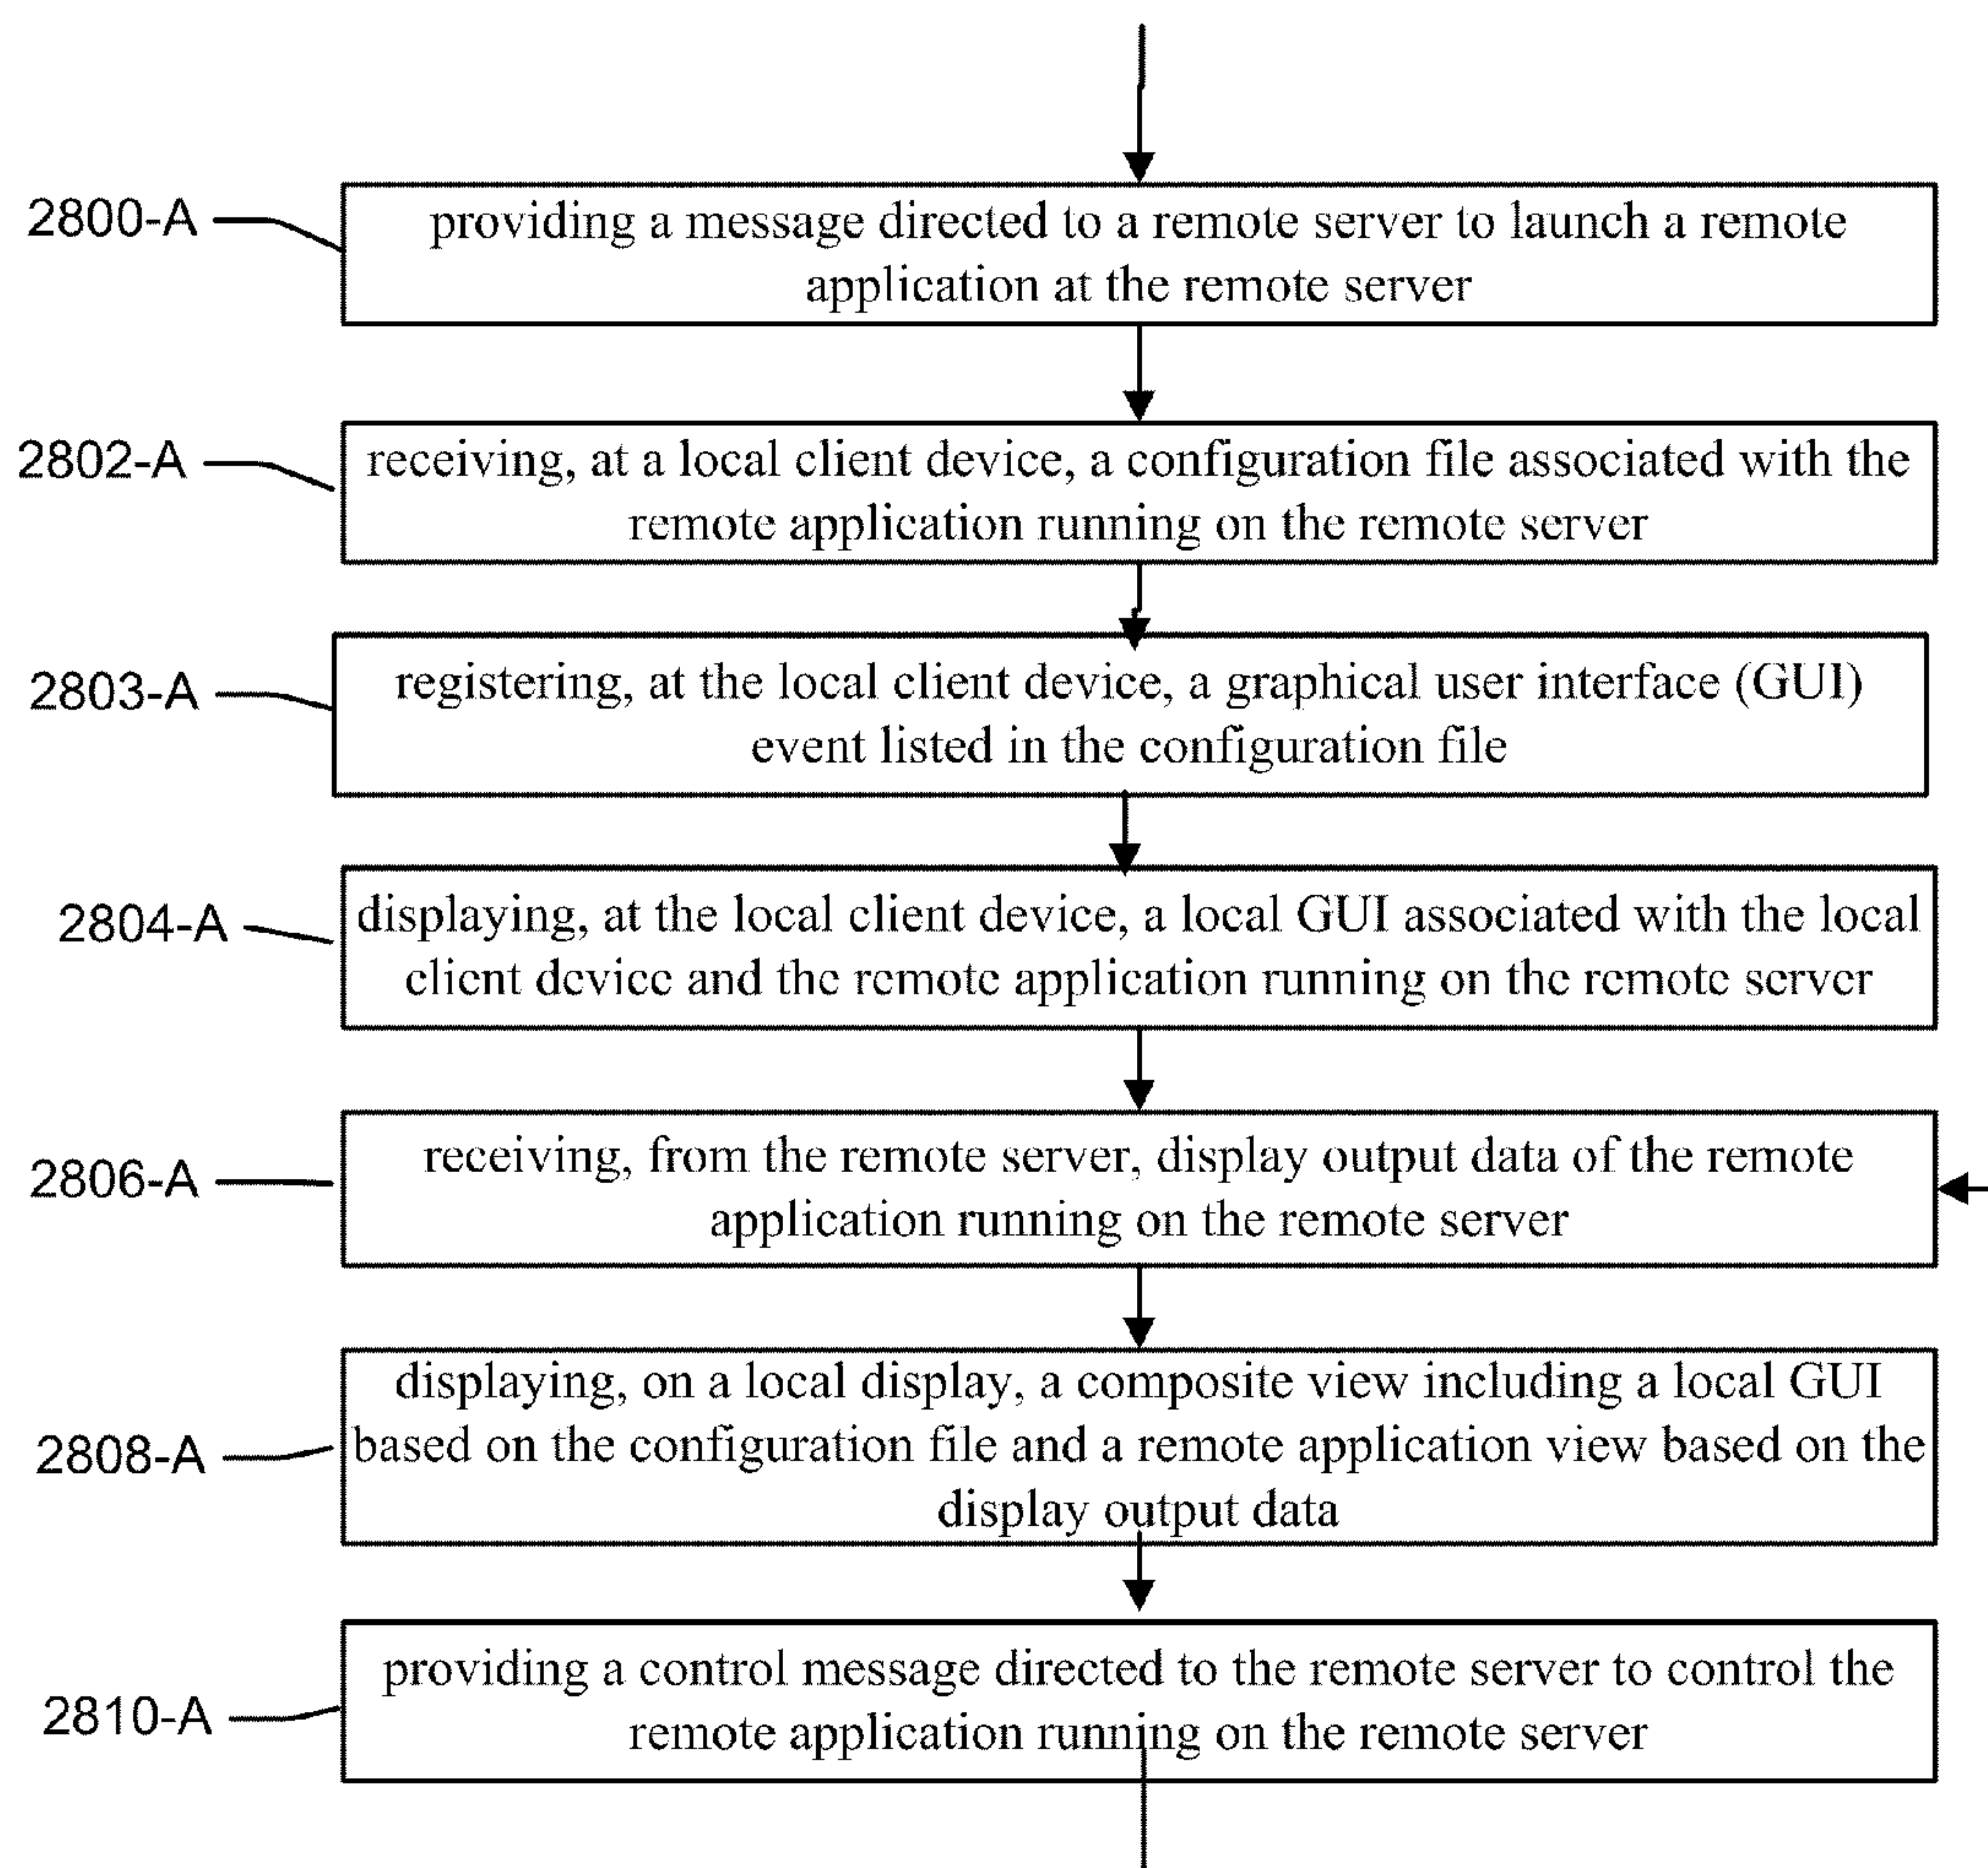 2800-A
providing a message directed to a remote server to launch a remote
application at the remote server
2802-A
receiving, at a local client device, a configuration file associated with the
remote application running on the remote server
2803-A
registering, at the local client device, a graphical user interface (GUI)
event listed in the configuration file
2804-A
displaying, at the local client device, a local GUI associated with the local
client device and the remote application running on the remote server
2806-A
receiving, from the remote server, display output data of the remote
application running on the remote server
2808-A
displaying, on a local display, a composite view including a local GUI
based on the configuration file and a remote application view based on the
display output data
2810-A
providing a control message directed to the remote server to control the
remote application running on the remote server